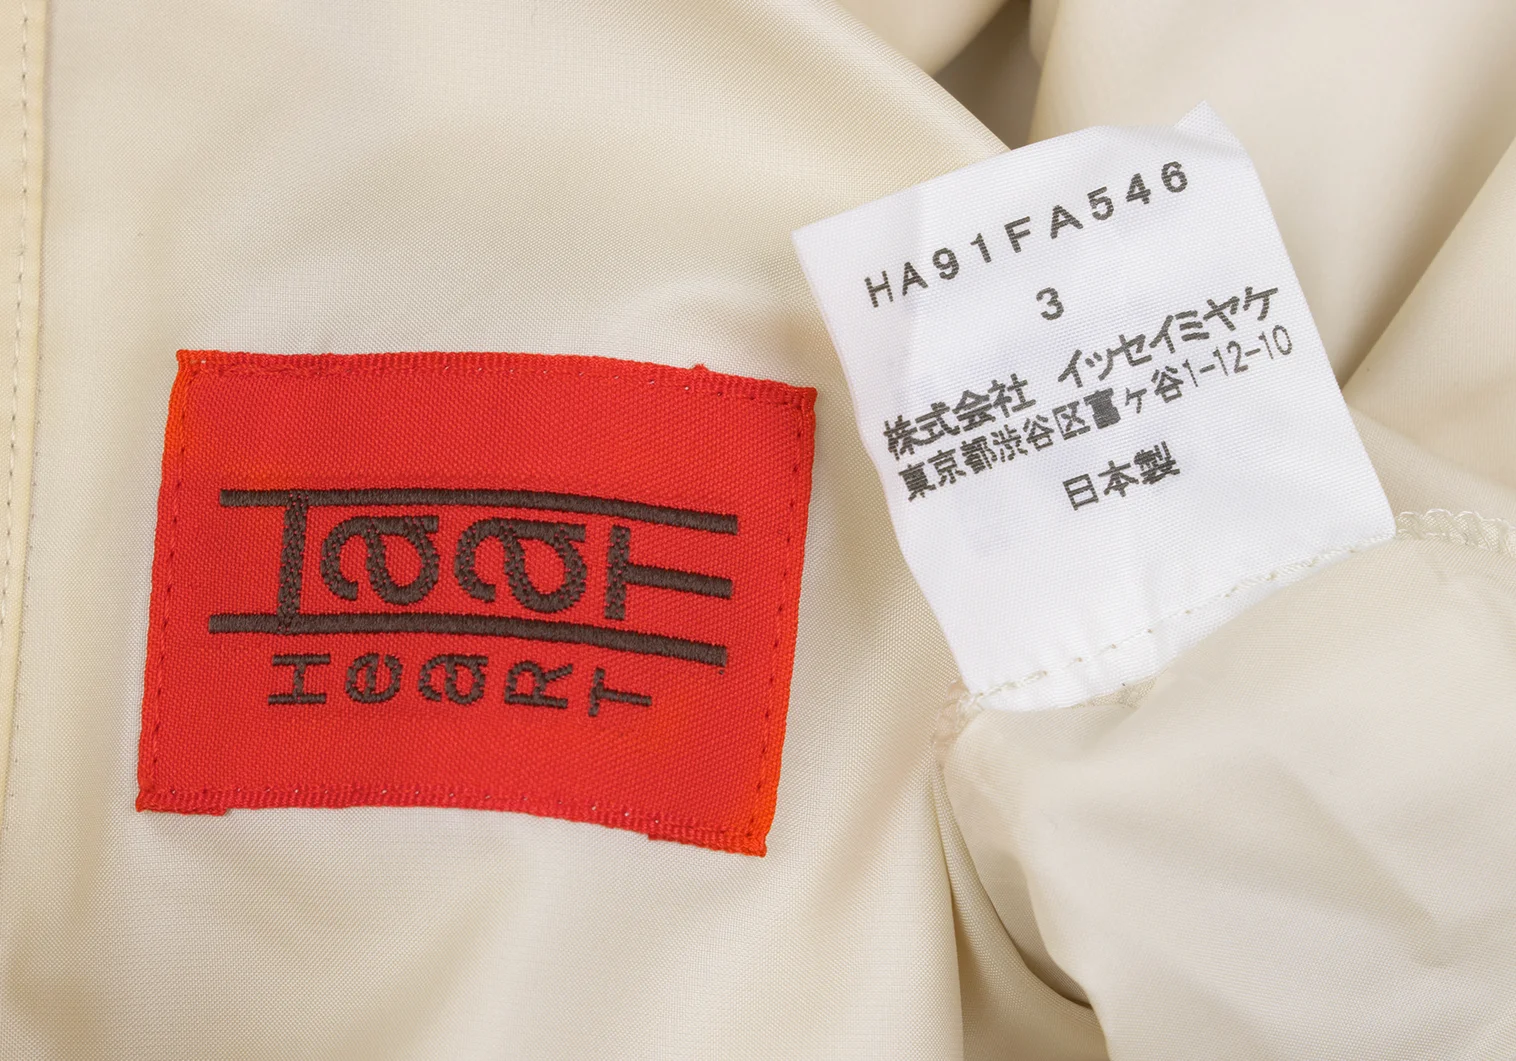 HaaT
HeaRT
HA91FA546
3
株式会社 イッセイミヤケ
東京都渋谷区富ヶ谷1-12-10
日本製